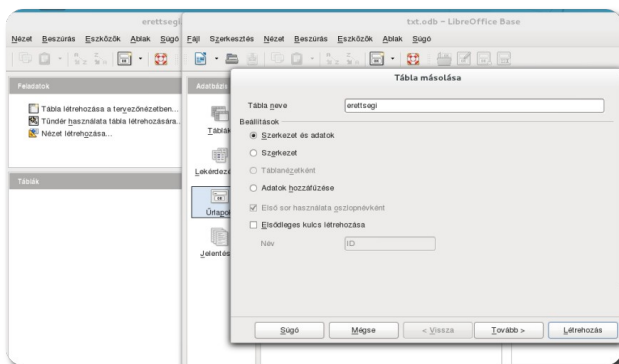 erettsegi
txt.odb - LibreOffice Base
Nézet Beszúrás Eszközök Ablak Súgó
Fájl Szerkesztés Nézet Beszúrás Eszközök Ablak Súgó
Feladatok
Tábla létrehozása a tervezőnézetben...
Tündér használata tábla létrehozására.
Nézet létrehozása...
Táblák
Adatbázis
Táblák
Lekérdezé
Űrlapo
Jelentés
Tábla másolása
Tábla neve
erettsegi
Beállítások
Szerkezet és adatok
Szerkezet
Táblanézetként
Adatok hozzáfűzése
Első sor használata oszlopnévként
Elsődleges kulcs létrehozása
Név
ID
Súgó
Mégse
< Vissza
Tovább >
Létrehozás